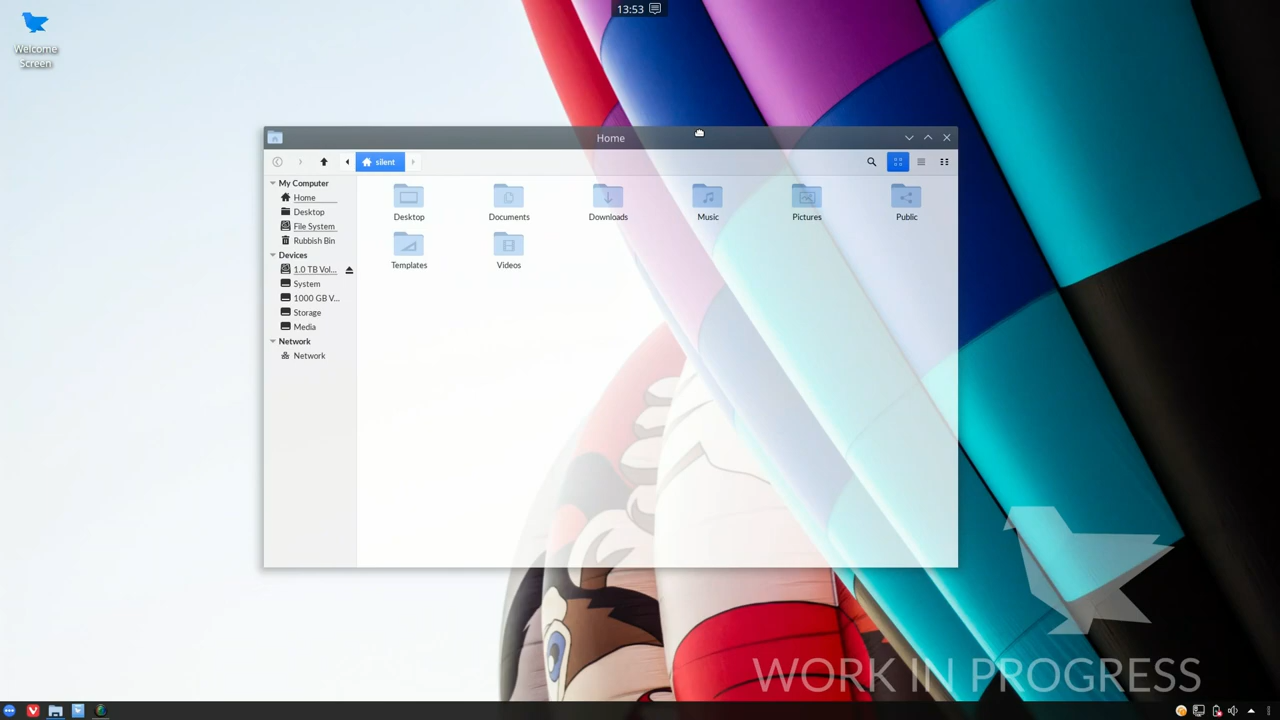 13:53
Welcome
Screen
Home
silent
My Computer
Home
Desktop
File System
Rubbish Bin
Devices
1.0 TB Vol...
System
1000 GB V...
Storage
Media
Network
Network
Desktop
Documents
Downloads
Music
Pictures
Public
Templates
Videos
WORK IN PROGRESS